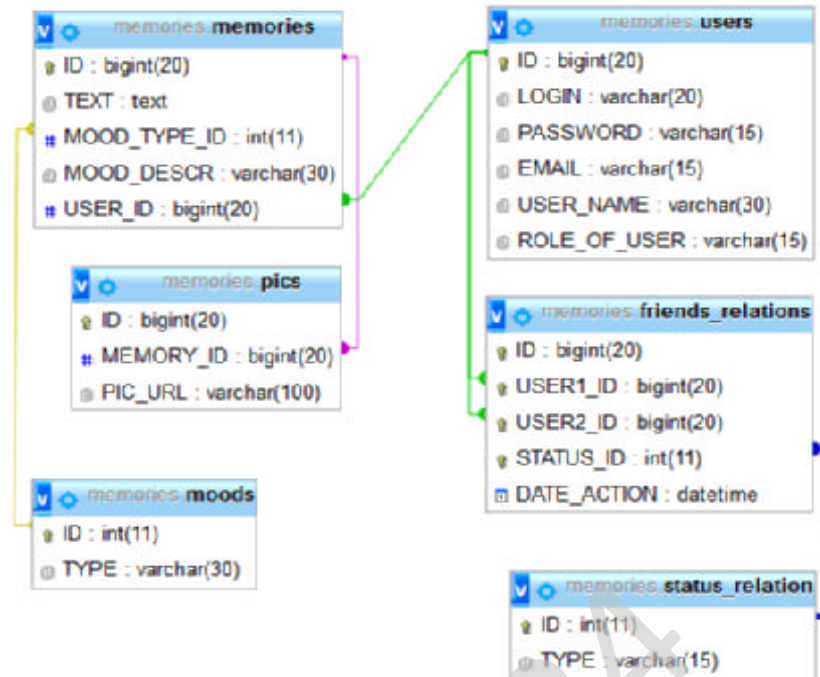 memories.memories
ID : bigint(20)
TEXT : text
MOOD_TYPE_ID : int(11)
MOOD_DESCR : varchar(30)
USER_ID : bigint(20)
memories.pics
ID : bigint(20)
MEMORY_ID : bigint(20)
PIC_URL : varchar(100)
memories.moods
ID : int(11)
TYPE : varchar(30)
memories.users
ID : bigint(20)
LOGIN : varchar(20)
PASSWORD : varchar(15)
EMAIL : varchar(15)
USER_NAME : varchar(30)
ROLE_OF_USER : varchar(15)
memories.friends_relations
ID : bigint(20)
USER1_ID : bigint(20)
USER2_ID : bigint(20)
STATUS_ID : int(11)
DATE_ACTION : datetime
memories.status_relation
ID : int(11)
TYPE : varchar(15)